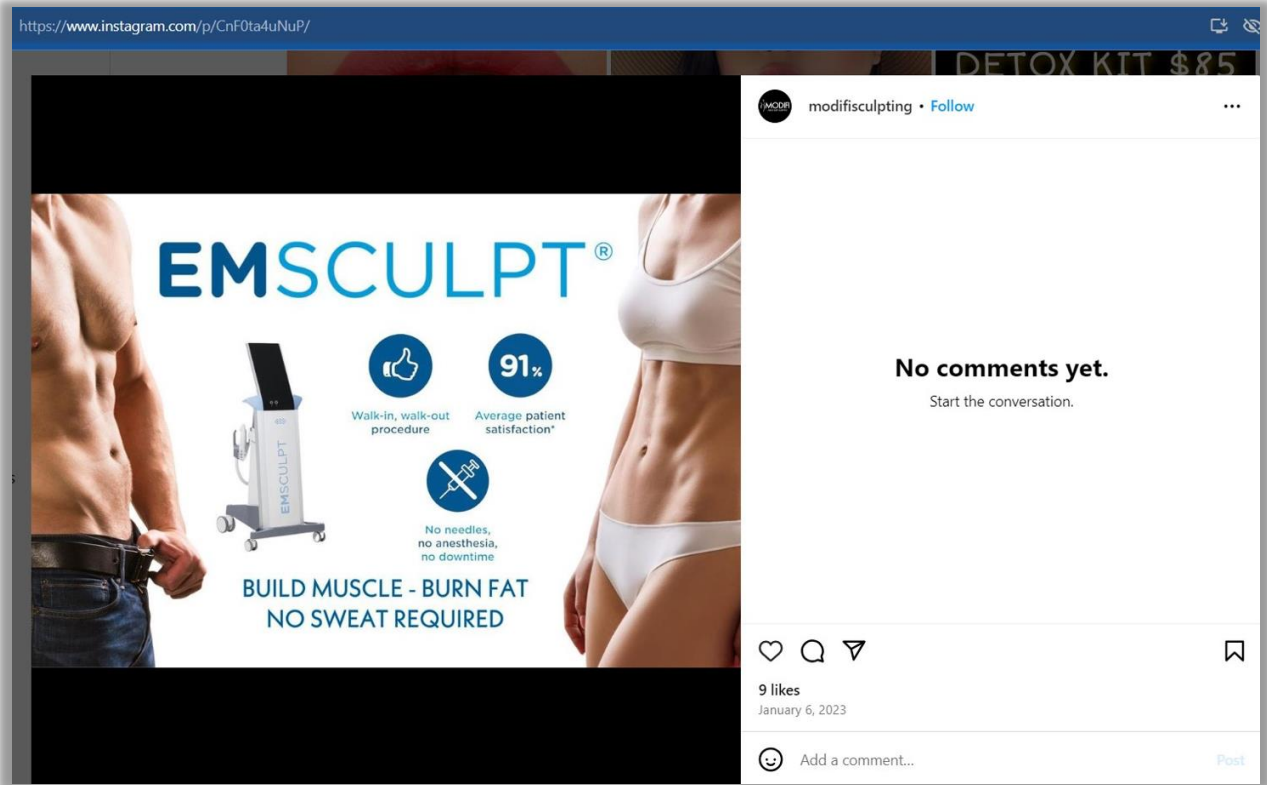 https://www.instagram.com/p/CnF0ta4uNuP/
DETOX KIT $85
MODIFI
modifisculpting • Follow
EMSCULPT®
Walk-in, walk-out
procedure
91%
Average patient
satisfaction*
EMSCULPT
No needles,
no anesthesia,
no downtime
BUILD MUSCLE - BURN FAT
NO SWEAT REQUIRED
No comments yet.
Start the conversation.
9 likes
January 6, 2023
Add a comment...
Post